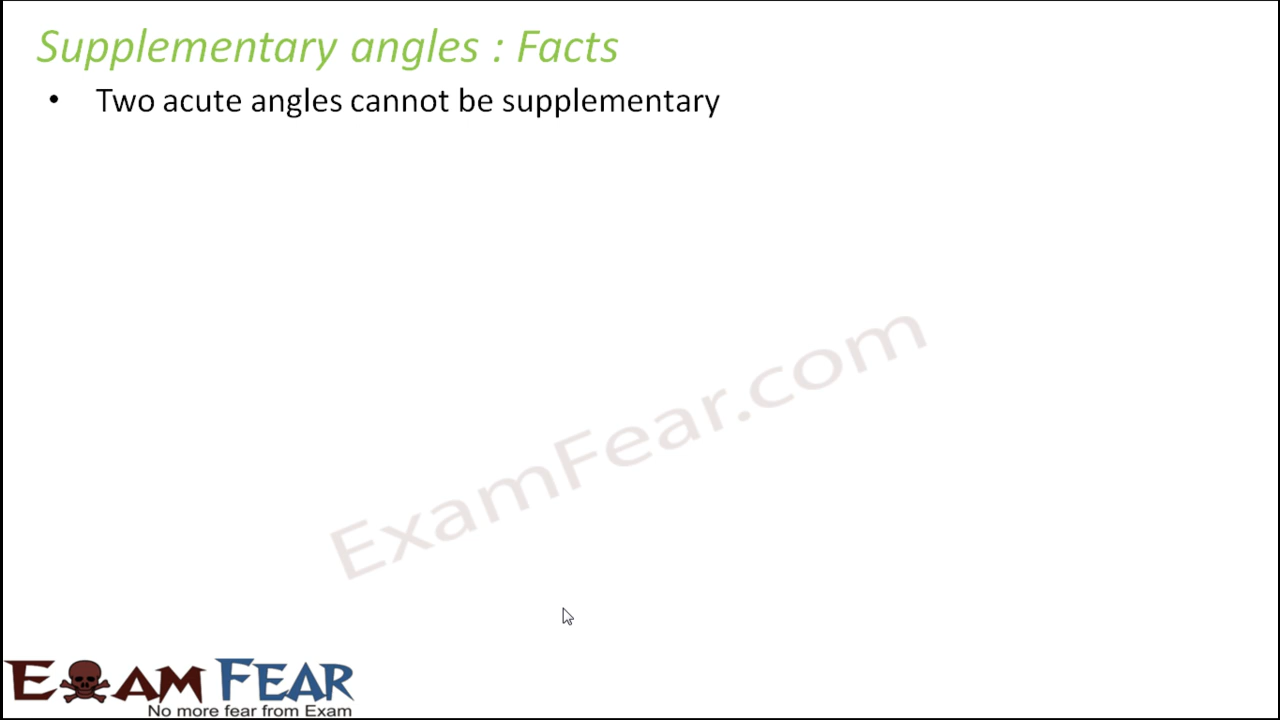 Supplementary angles : Facts
• Two acute angles cannot be supplementary
ExamFear.com
EXAM FEAR
No more fear from Exam